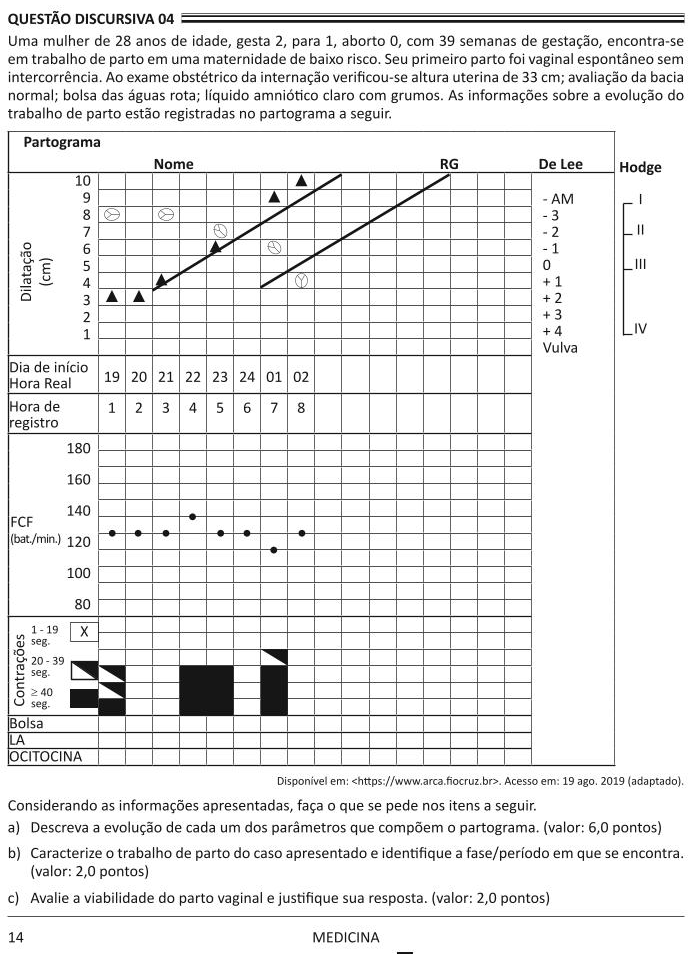 QUESTÃO DISCURSIVA 04
Uma mulher de 28 anos de idade, gesta 2, para 1, aborto 0, com 39 semanas de gestação, encontra-se
em trabalho de parto em uma maternidade de baixo risco. Seu primeiro parto foi vaginal espontâneo sem
intercorrência. Ao exame obstétrico da internação verificou-se altura uterina de 33 cm; avaliação da bacia
normal; bolsa das águas rota; líquido amniótico claro com grumos. As informações sobre a evolução do
trabalho de parto estão registradas no partograma a seguir.
Partograma
Nome RG De Lee Hodge
10
9 - AM I
8 - 3
7 - 2 II
6 - 1
5 0 III
4 + 1
3 + 2
2 + 3
1 + 4 IV
Vulva
Dilatação
(cm)
Dia de início
Hora Real 19 20 21 22 23 24 01 02
Hora de
registro 1 2 3 4 5 6 7 8
180
160
140
FCF
(bat./min.) 120
100
80
Contrações
1 - 19
seg. X
20 - 39
seg.
≥ 40
seg.
Bolsa
LA
OCITOCINA
Disponível em: <https://www.arca.fiocruz.br>. Acesso em: 19 ago. 2019 (adaptado).
Considerando as informações apresentadas, faça o que se pede nos itens a seguir.
a) Descreva a evolução de cada um dos parâmetros que compõem o partograma. (valor: 6,0 pontos)
b) Caracterize o trabalho de parto do caso apresentado e identifique a fase/período em que se encontra.
(valor: 2,0 pontos)
c) Avalie a viabilidade do parto vaginal e justifique sua resposta. (valor: 2,0 pontos)
14 MEDICINA